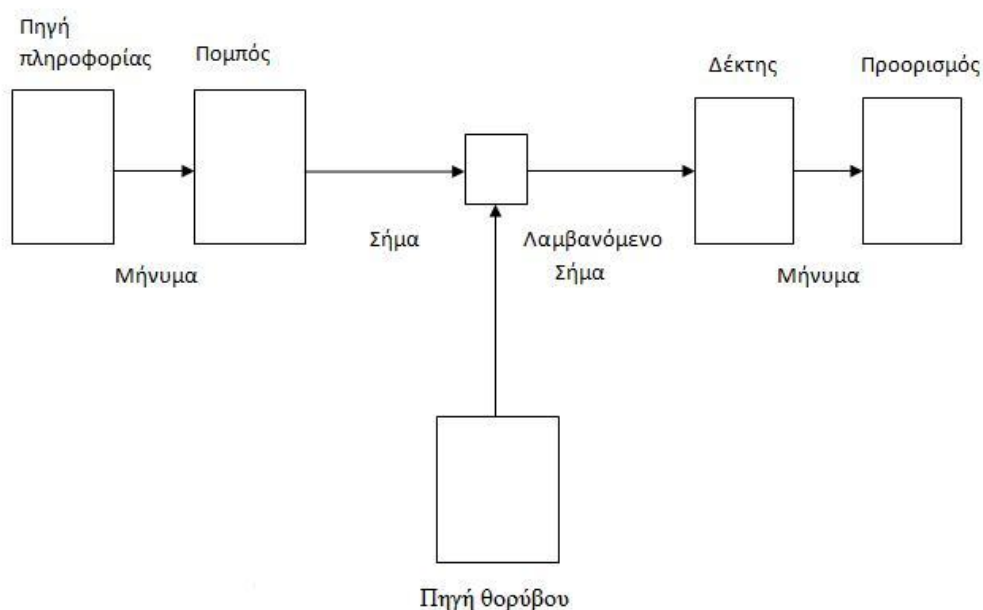 Πηγή
πληροφορίας
Πομπός
Δέκτης
Προορισμός
Σήμα
Λαμβανόμενο
Σήμα
Μήνυμα
Μήνυμα
Πηγή θορύβου